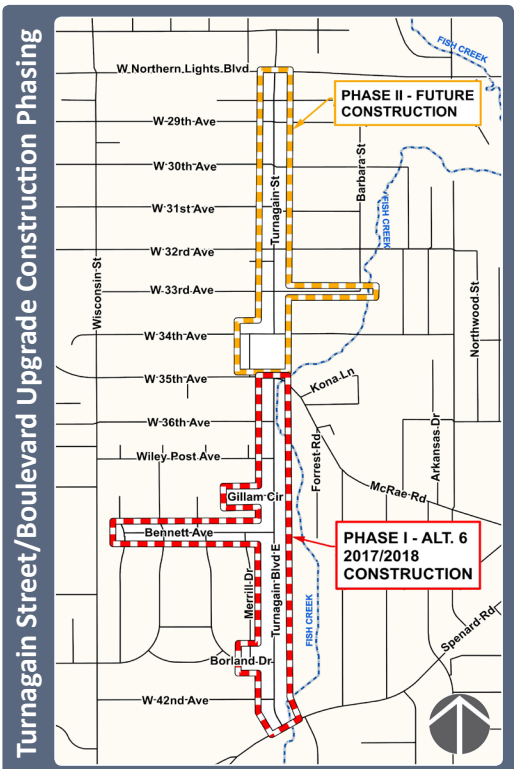 Turnagain Street/Boulevard Upgrade Construction Phasing
FISH CREEK
W Northern Lights Blvd
PHASE II - FUTURE
CONSTRUCTION
W 29th Ave
Barbara St
W 30th Ave
Turnagain St
W 31st Ave
FISH CREEK
W 32rd Ave
Wisconsin St
W 33rd Ave
Northwood St
W 34th Ave
W 35th Ave
Kona Ln
W 36th Ave
Arkansas Dr
Forrest Rd
Wiley Post Ave
McRae Rd
Gillam Cir
PHASE I - ALT. 6
2017/2018
CONSTRUCTION
Bennett Ave
Turnagain Blvd E
Merrill Dr
FISH CREEK
Spenard Rd
Borland Dr
W 42nd Ave